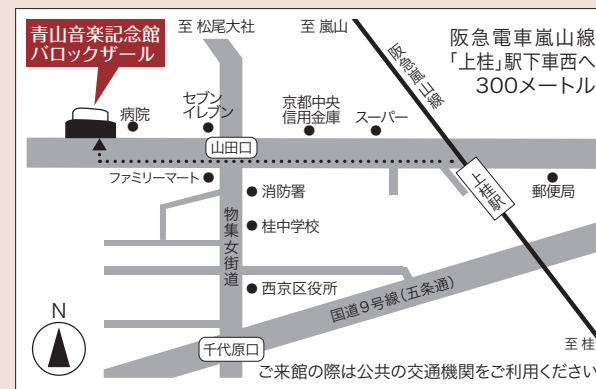 青山音楽記念館
バロックザール
至 松尾大社
至 嵐山
阪急嵐山線
阪急電車嵐山線
「上桂」駅下車西へ
300メートル
病院
セブン
イレブン
京都中央
信用金庫
スーパー
山田口
ファミリーマート
消防署
上桂駅
郵便局
物集女街道
桂中学校
西京区役所
国道9号線(五条通)
N
千代原口
至 桂
ご来館の際は公共の交通機関をご利用ください